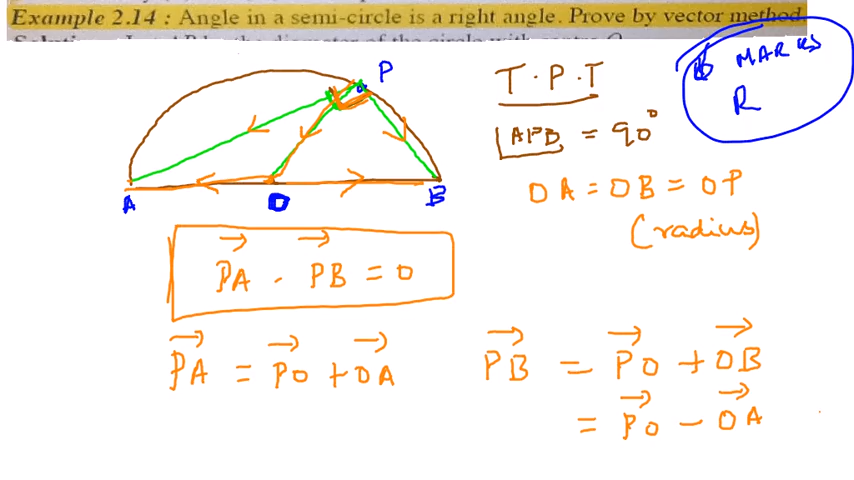 Example 2.14 : Angle in a semi-circle is a right angle. Prove by vector method
MARKS
R
P
A
O
B
T.P.T
APB = 90°
OA = OB = OP
(radius)
PA . PB = 0
PA = PO + OA
PB = PO + OB
= PO - OA